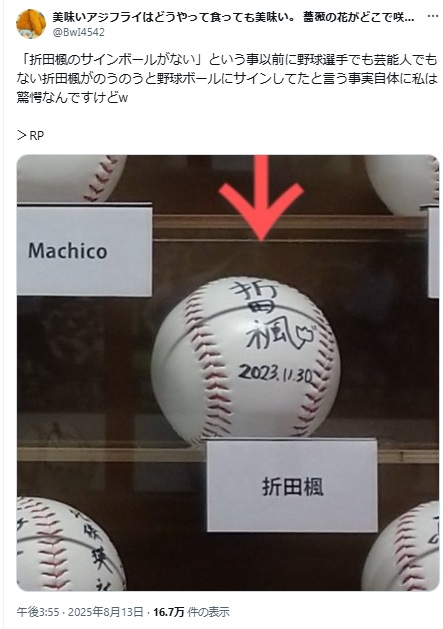 美味いアジフライはどうやって食っても美味い。 薔薇の花がどこで咲...
@BwI4542
「折田楓のサインボールがない」という事以前に野球選手でも芸能人でも
ない折田楓がのうのうと野球ボールにサインしてたと言う事実自体に私は
驚愕なんですけどw
＞RP
Machico
折田
楓
2023.11.30
折田楓
午後3:55 · 2025年8月13日 · 16.7万 件の表示